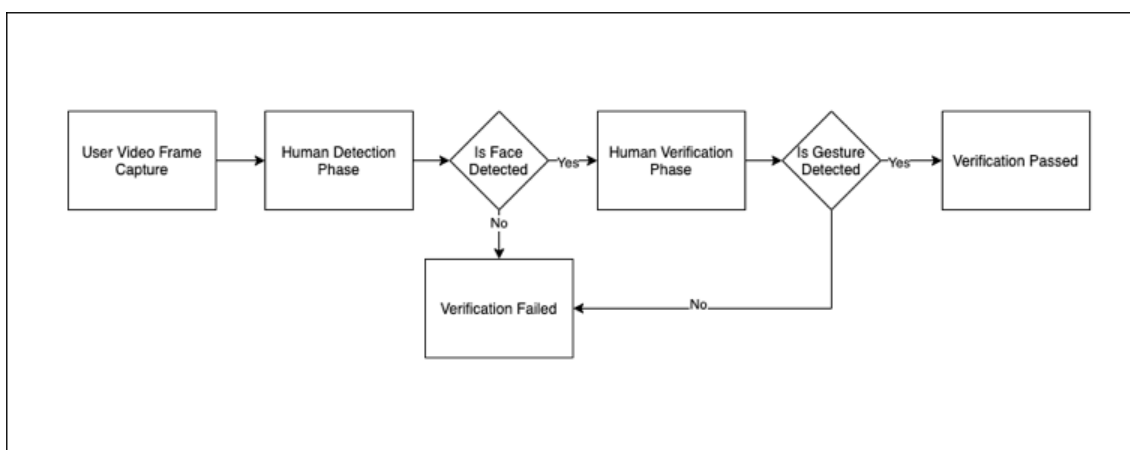 User Video Frame
Capture
Human Detection
Phase
Is Face
Detected
Yes
Human Verification
Phase
Is Gesture
Detected
Yes
Verification Passed
No
Verification Failed
No